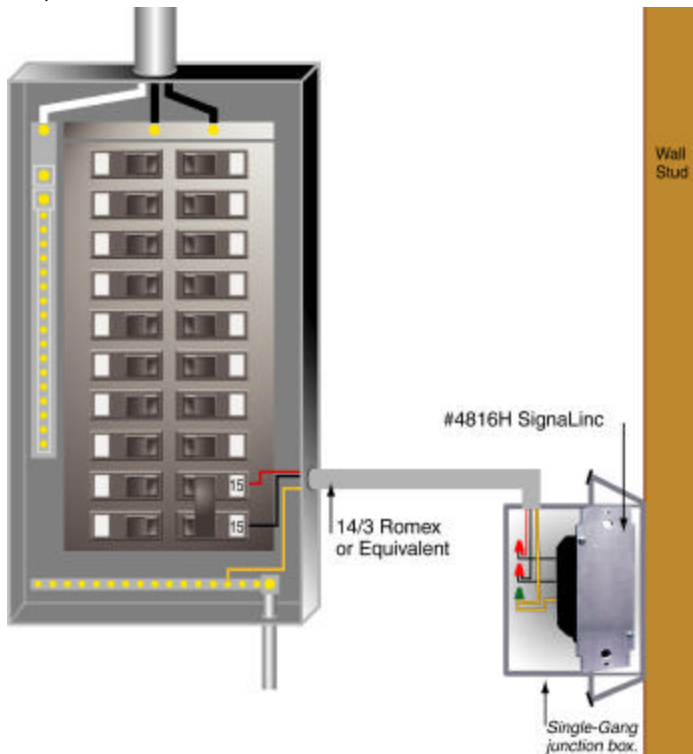 Wall
Stud
#4816H SignaLinc
15
15
14/3 Romex
or Equivalent
Single-Gang
junction box.